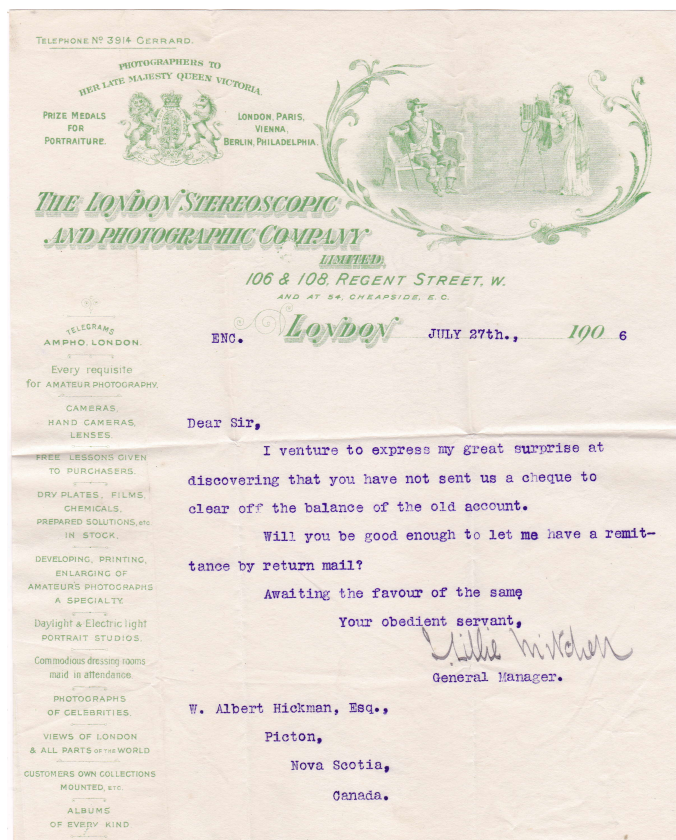 TELEPHONE Nº 3914 GERRARD.
PHOTOGRAPHERS TO
HER LATE MAJESTY QUEEN VICTORIA.
PRIZE MEDALS
FOR
PORTRAITURE.
LONDON, PARIS,
VIENNA,
BERLIN, PHILADELPHIA.
THE LONDON STEREOSCOPIC
AND PHOTOGRAPHIC COMPANY
LIMITED,
106 & 108, REGENT STREET, W.
AND AT 54, CHEAPSIDE, E.C.
ENC. LONDON JULY 27th., 1906
TELEGRAMS
AMPHO, LONDON.
Every requisite
for AMATEUR PHOTOGRAPHY.
CAMERAS,
HAND CAMERAS,
LENSES.
FREE LESSONS GIVEN
TO PURCHASERS.
DRY PLATES, FILMS,
CHEMICALS,
PREPARED SOLUTIONS, etc
IN STOCK.
DEVELOPING, PRINTING,
ENLARGING OF
AMATEUR'S PHOTOGRAPHS
A SPECIALTY.
Daylight & Electric light
PORTRAIT STUDIOS.
Commodious dressing rooms
maid in attendance.
PHOTOGRAPHS
OF CELEBRITIES.
VIEWS OF LONDON
& ALL PARTS OF THE WORLD
CUSTOMERS OWN COLLECTIONS
MOUNTED, ETC.
ALBUMS
OF EVERY KIND
Dear Sir,
I venture to express my great surprise at
discovering that you have not sent us a cheque to
clear off the balance of the old account.
Will you be good enough to let me have a remit-
tance by return mail?
Awaiting the favour of the same,
Your obedient servant,
General Manager.
W. Albert Hickman, Esq.,
Picton,
Nova Scotia,
Canada.